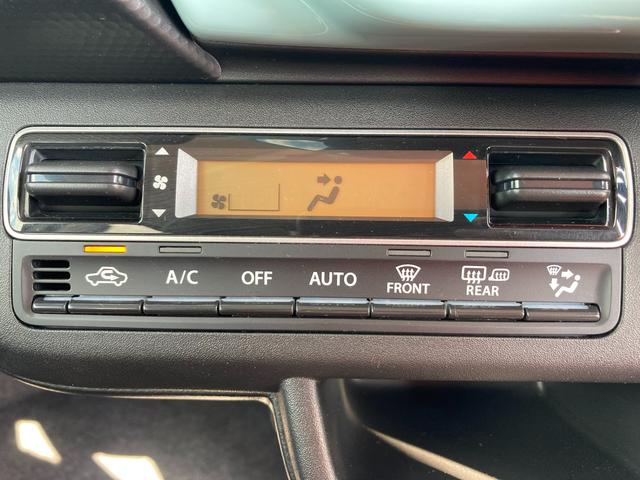 A/C OFF AUTO FRONT REAR